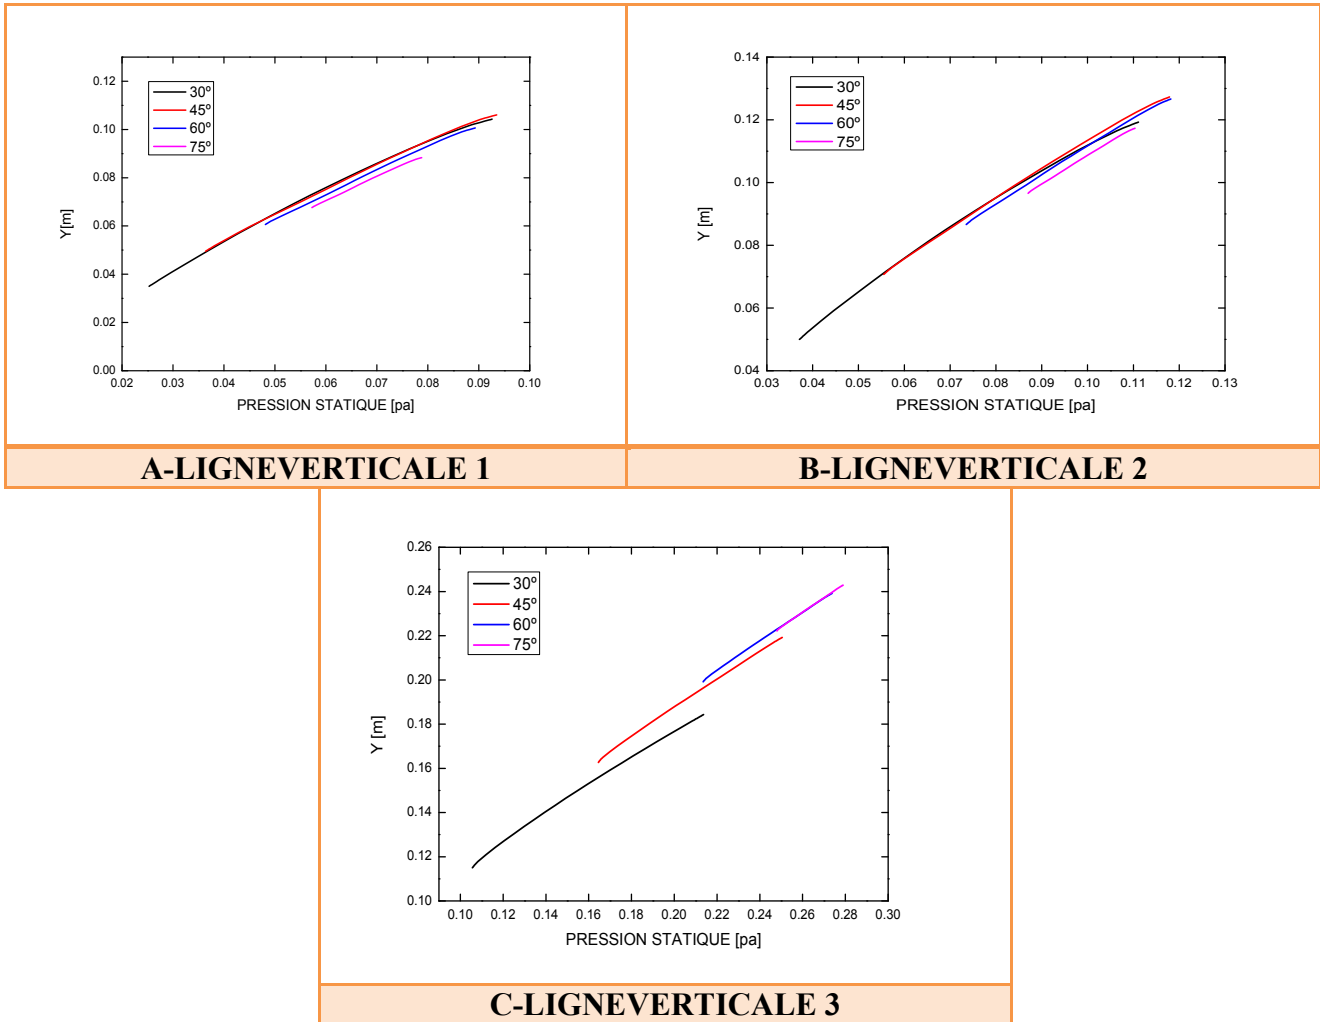 0.12
0.10
0.08
0.06
0.04
0.02
0.00
Y[m]
30º
45º
60º
75º
0.02 0.03 0.04 0.05 0.06 0.07 0.08 0.09 0.10
PRESSION STATIQUE [pa]
0.14
0.12
0.10
0.08
0.06
0.04
Y [m]
30º
45º
60º
75º
0.03 0.04 0.05 0.06 0.07 0.08 0.09 0.10 0.11 0.12 0.13
PRESSION STATIQUE [pa]
A-LIGNEVERTICALE 1
B-LIGNEVERTICALE 2
0.26
0.24
0.22
0.20
0.18
0.16
0.14
0.12
0.10
Y [m]
30º
45º
60º
75º
0.10 0.12 0.14 0.16 0.18 0.20 0.22 0.24 0.26 0.28 0.30
PRESSION STATIQUE [pa]
C-LIGNEVERTICALE 3